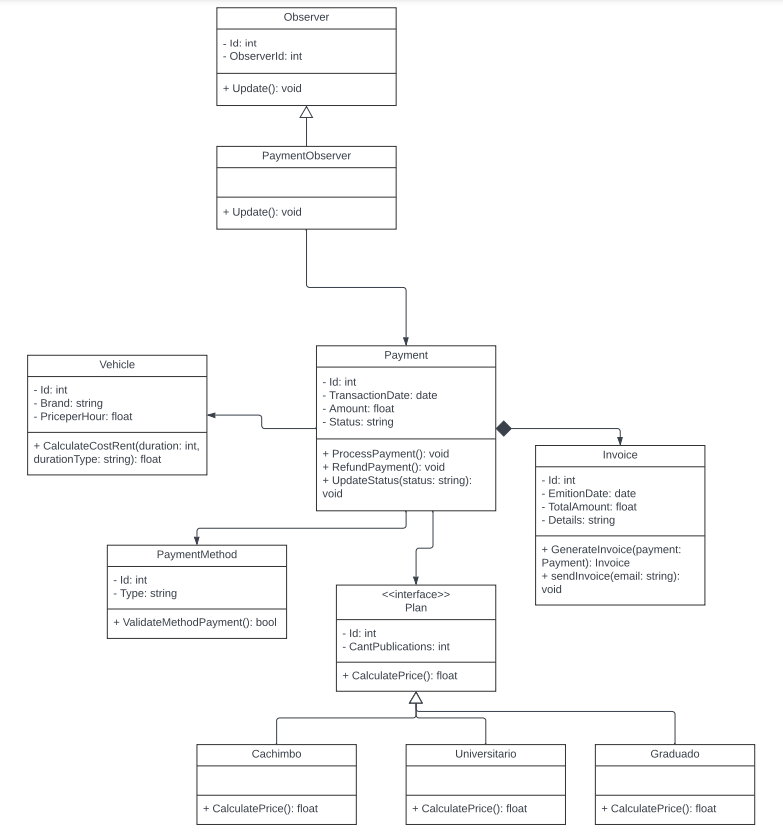 Observer
- Id: int
- ObserverId: int
+ Update(): void
PaymentObserver
+ Update(): void
Vehicle
- Id: int
- Brand: string
- PriceperHour: float
+ CalculateCostRent(duration: int,
durationType: string): float
Payment
- Id: int
- TransactionDate: date
- Amount: float
- Status: string
+ ProcessPayment(): void
+ RefundPayment(): void
+ UpdateStatus(status: string):
void
Invoice
- Id: int
- EmitionDate: date
- TotalAmount: float
- Details: string
+ GenerateInvoice(payment:
Payment): Invoice
+ sendInvoice(email: string):
void
PaymentMethod
- Id: int
- Type: string
+ ValidateMethodPayment(): bool
<<interface>>
Plan
- Id: int
- CantPublications: int
+ CalculatePrice(): float
Cachimbo
+ CalculatePrice(): float
Universitario
+ CalculatePrice(): float
Graduado
+ CalculatePrice(): float